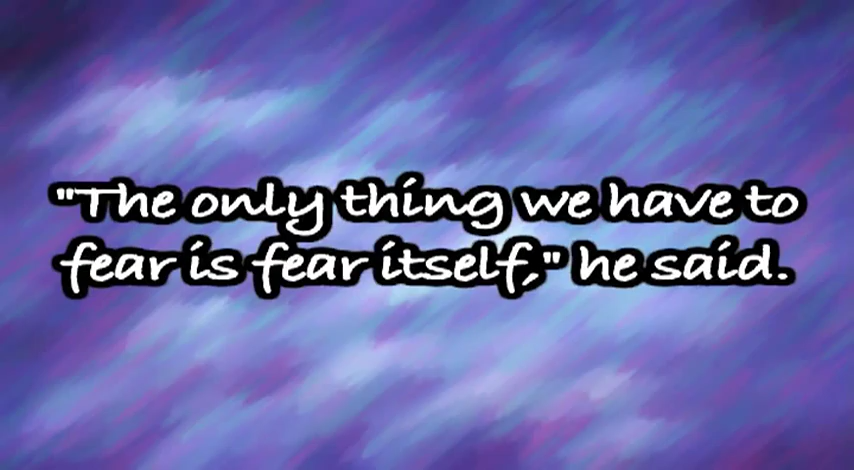 "The only thing we have to
fear is fear itself," he said.